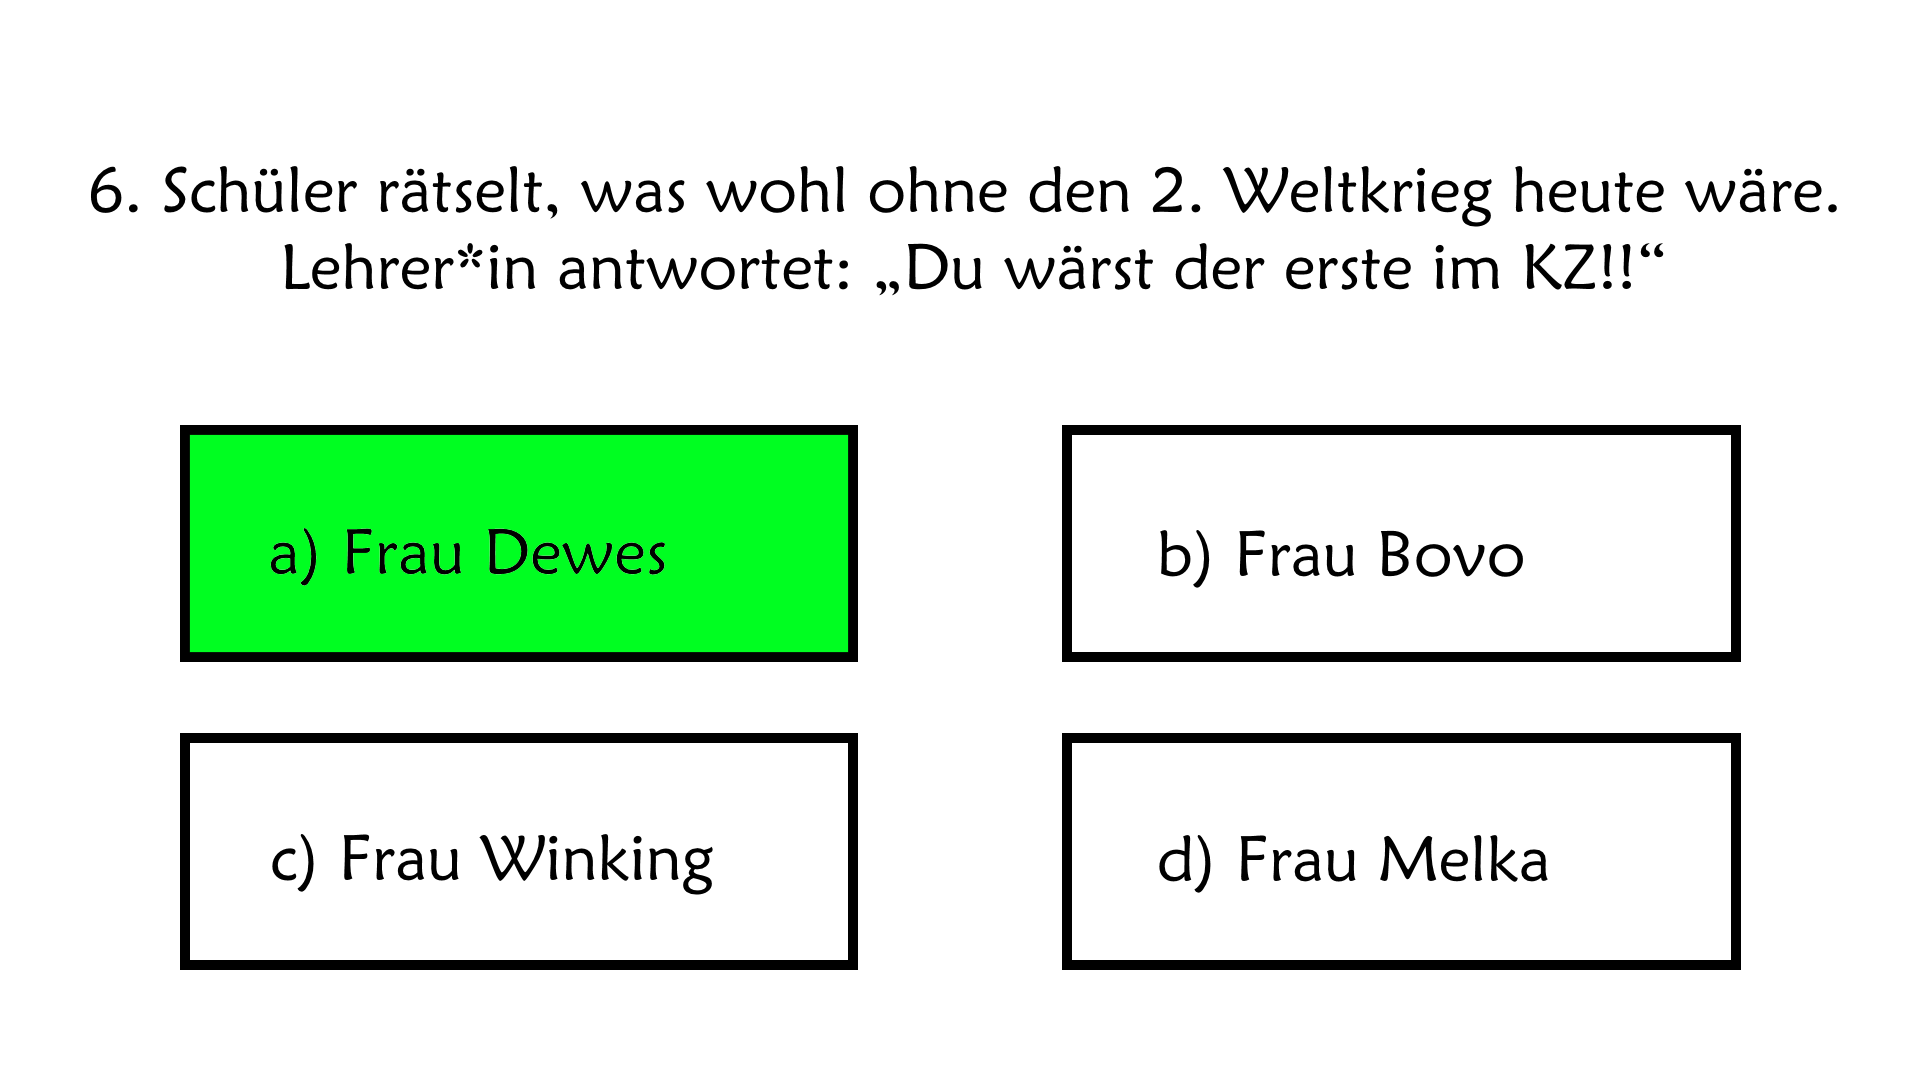 6. Schüler rätselt, was wohl ohne den 2. Weltkrieg heute wäre.
Lehrer*in antwortet: „Du wärst der erste im KZ!!“
a) Frau Dewes
b) Frau Bovo
c) Frau Winking
d) Frau Melka